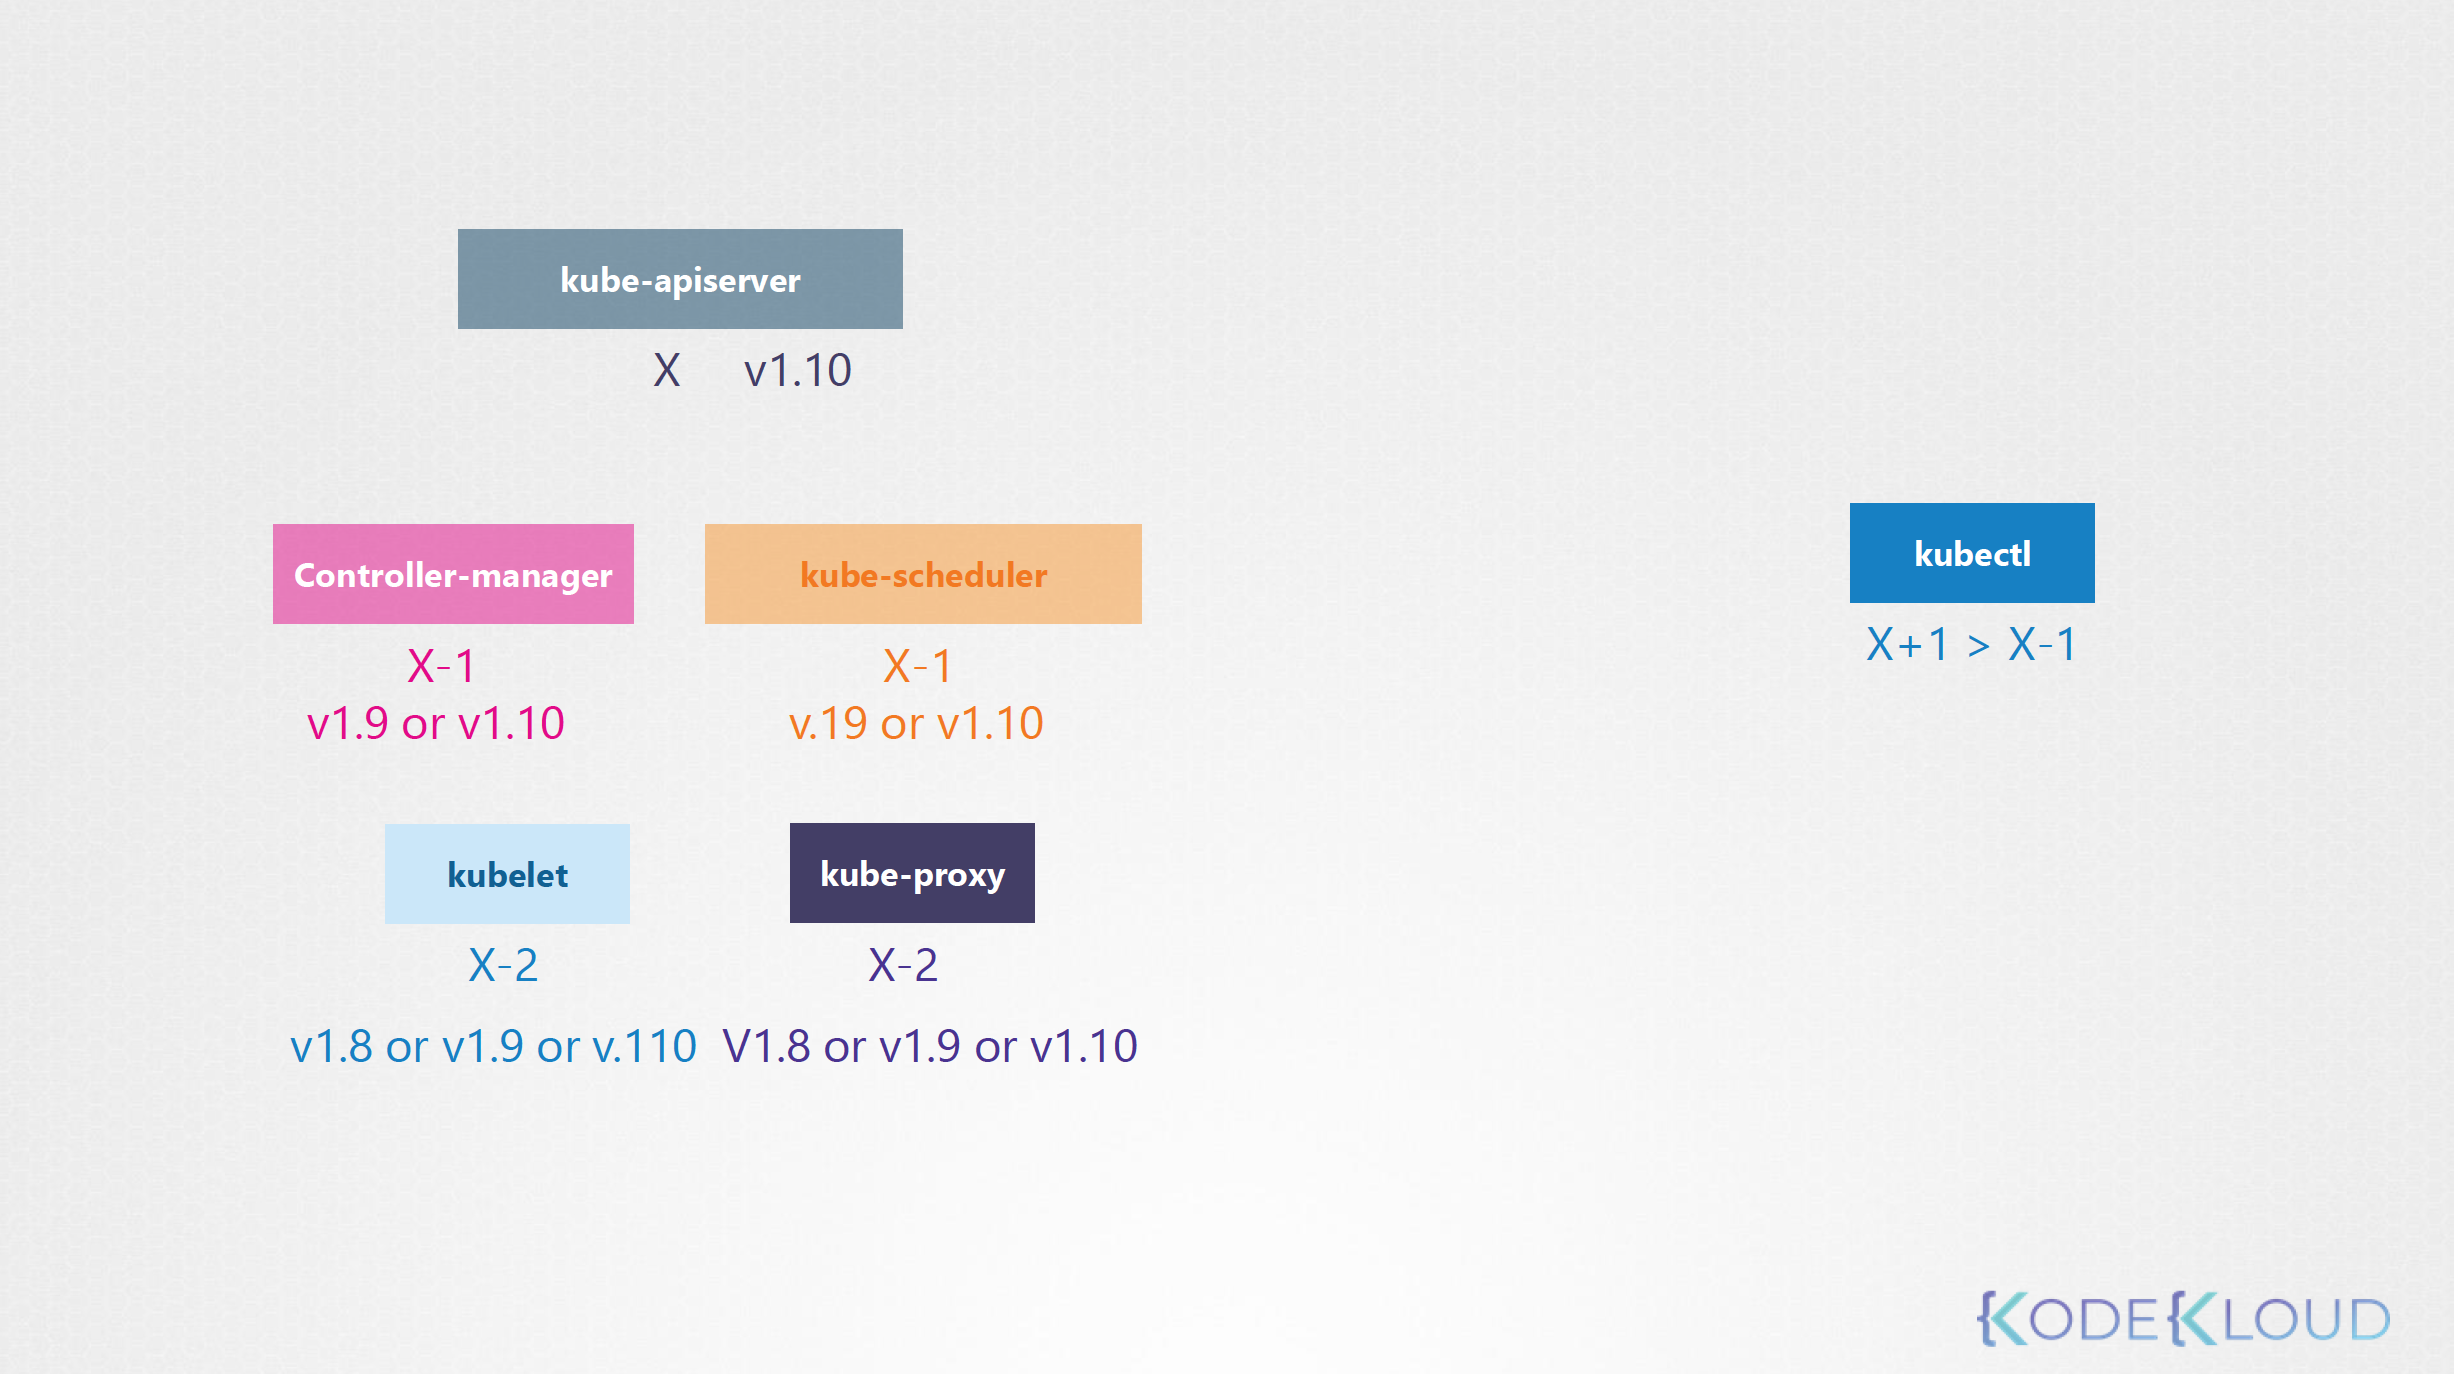 kube-apiserver
X v1.10
Controller-manager
X-1
v1.9 or v1.10
kube-scheduler
X-1
v.19 or v1.10
kubectl
X+1 > X-1
kubelet
X-2
v1.8 or v1.9 or v.110
kube-proxy
X-2
V1.8 or v1.9 or v1.10
KODEKLOUD